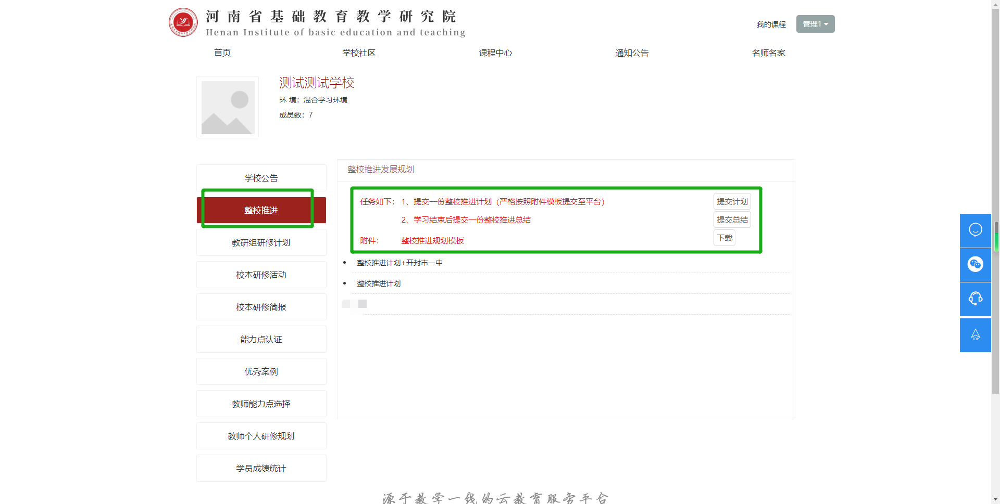 河南省基础教育教学研究院
Henan Institute of basic education and teaching
我的课程
管理1
首页
学校社区
课程中心
通知公告
名师名家
测试测试学校
环 境：混合学习环境
成员数：7
学校公告
整校推进
教研组研修计划
校本研修活动
校本研修简报
能力点认证
优秀案例
教师能力点选择
教师个人研修规划
学员成绩统计
整校推进发展规划
任务如下： 1、提交一份整校推进计划（严格按照附件模板提交至平台） 提交计划
2、学习结束后提交一份整校推进总结 提交总结
附件： 整校推进规划模板 下载
整校推进计划+开封市一中
整校推进计划
TOP
源于教学一线的云教育服务平台